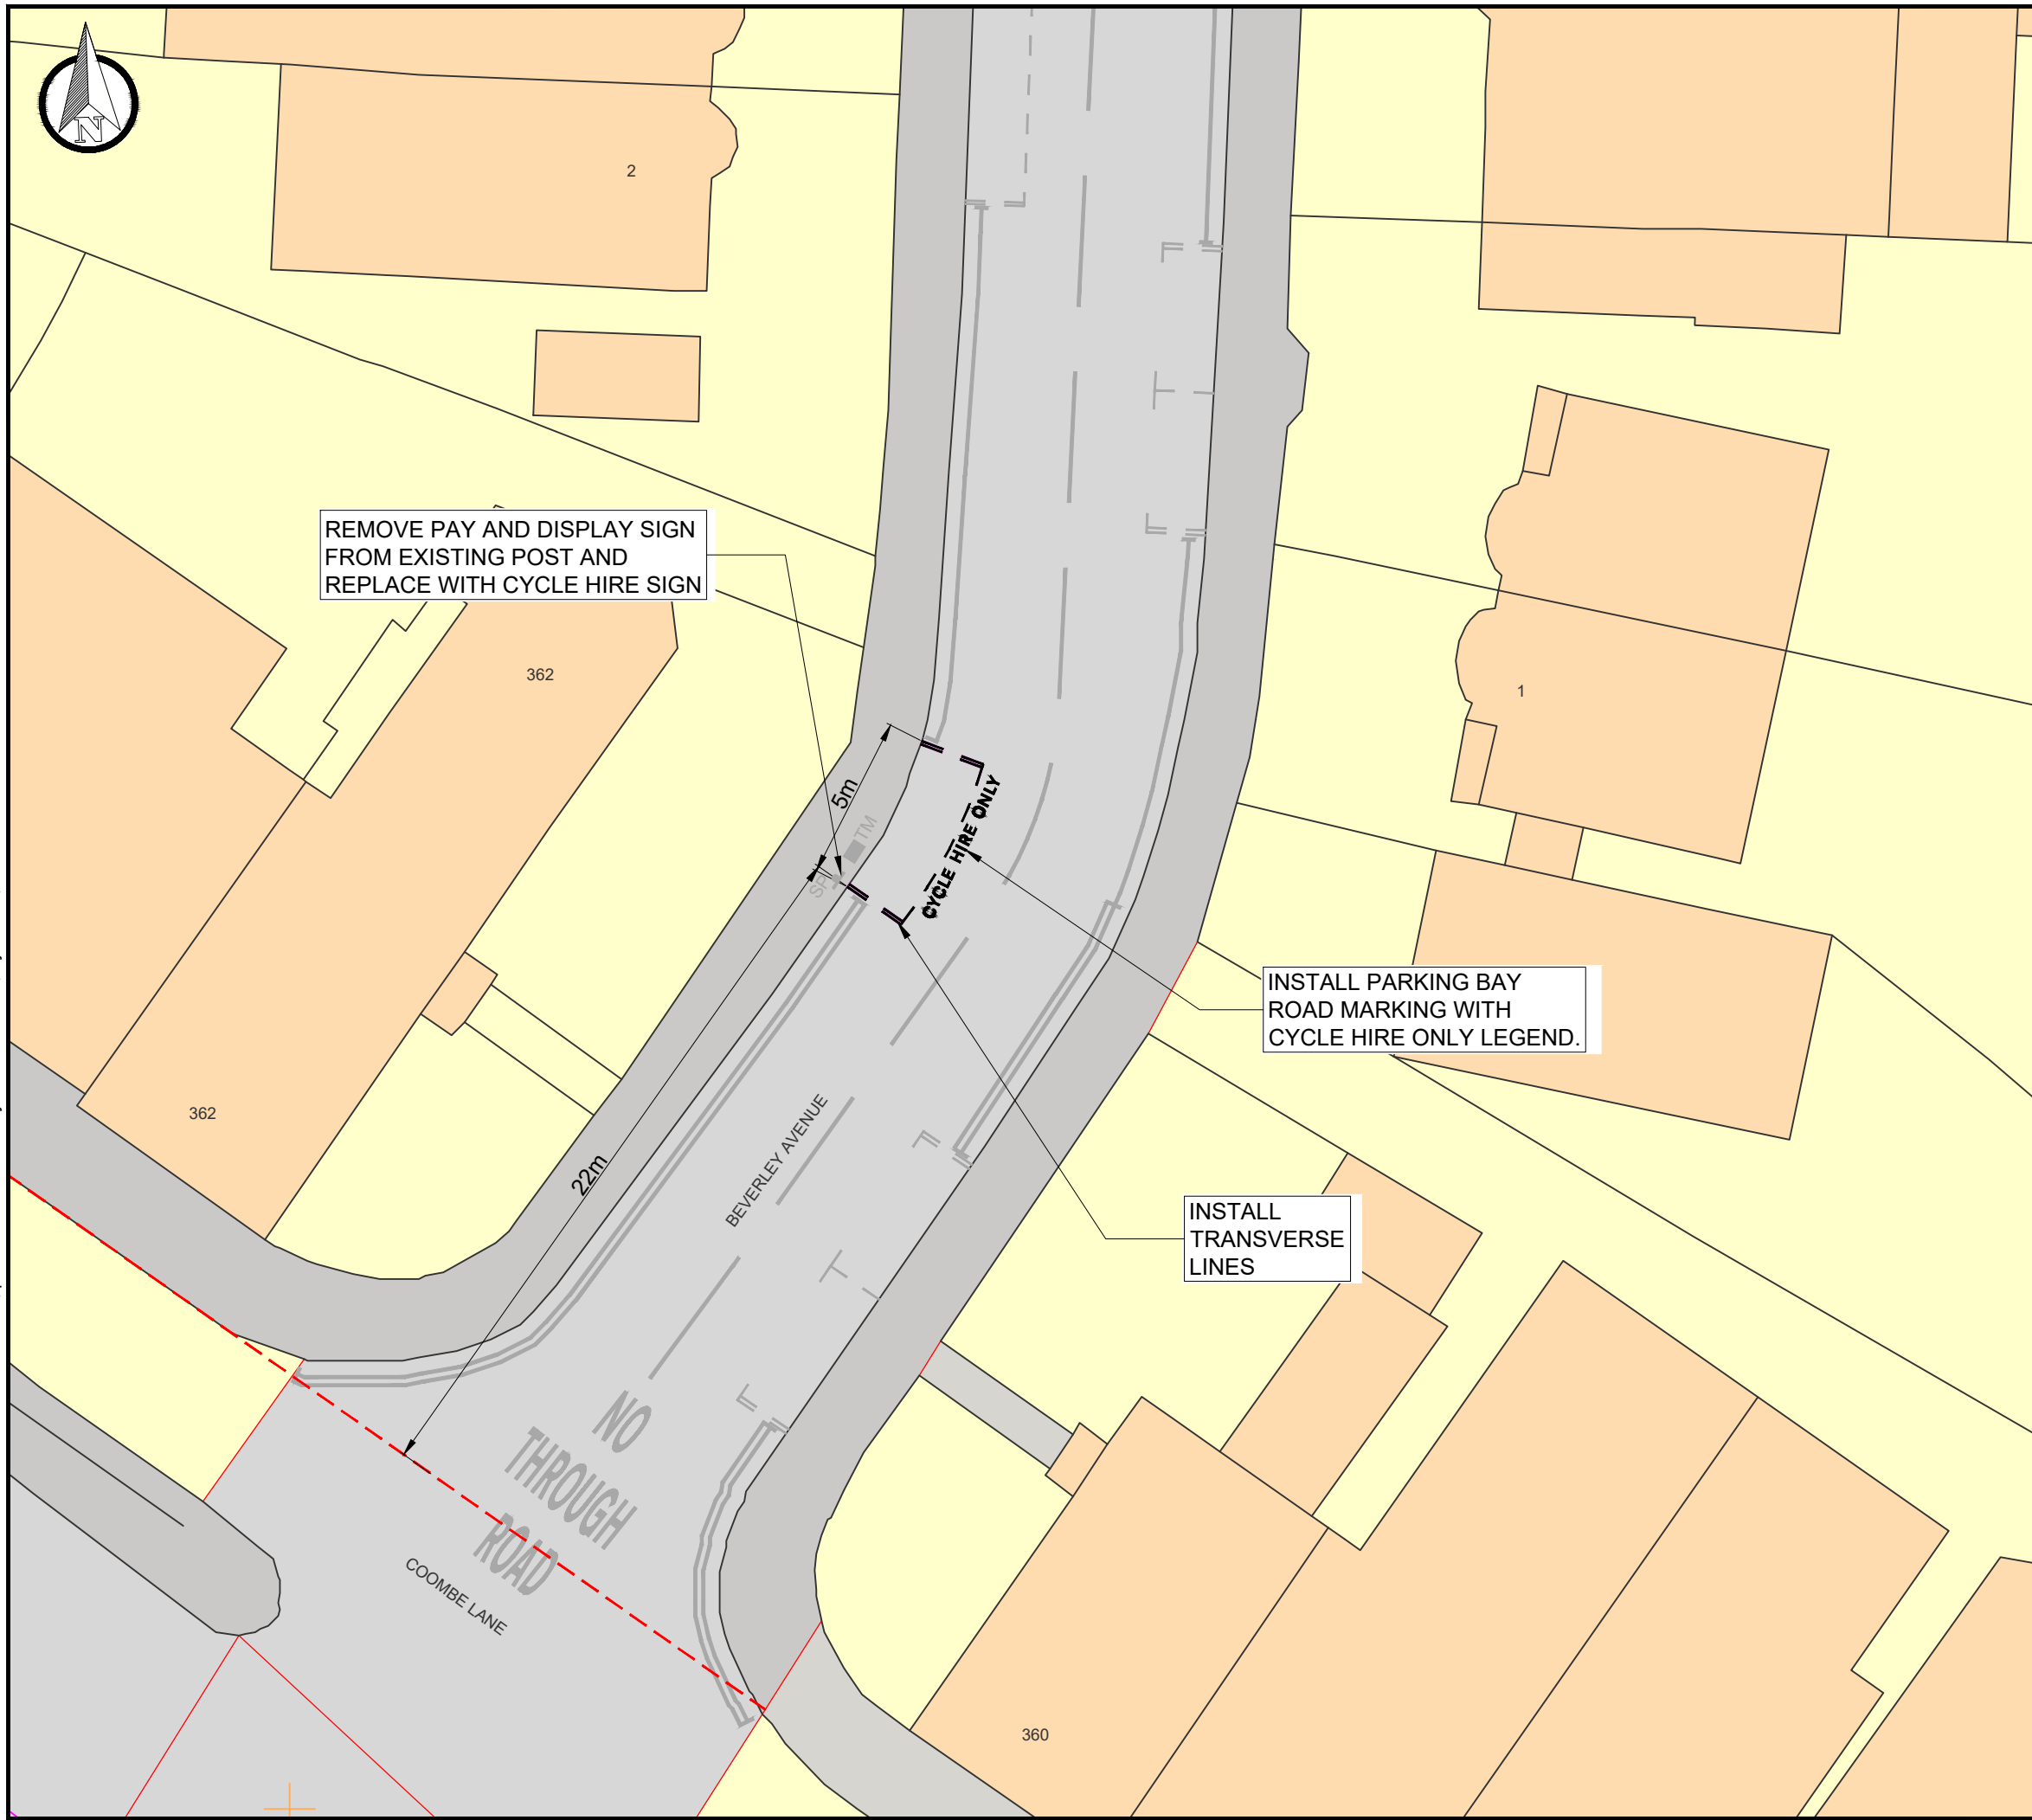 N
2
REMOVE PAY AND DISPLAY SIGN
FROM EXISTING POST AND
REPLACE WITH CYCLE HIRE SIGN
362
1
5m
TM
SP
CYCLE HIRE ONLY
INSTALL PARKING BAY
ROAD MARKING WITH
CYCLE HIRE ONLY LEGEND.
362
22m
BEVERLEY AVENUE
INSTALL
TRANSVERSE
LINES
NO
THROUGH
ROAD
COOMBE LANE
360